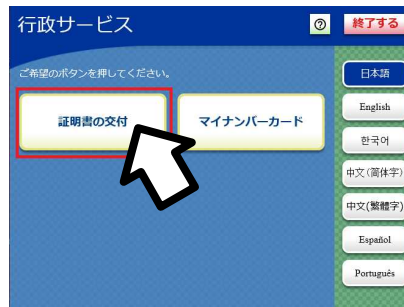 行政サービス
?
終了する
ご希望のボタンを押してください。
証明書の交付
マイナンバーカード
日本語
English
한국어
中文(简体字)
中文(繁體字)
Español
Português